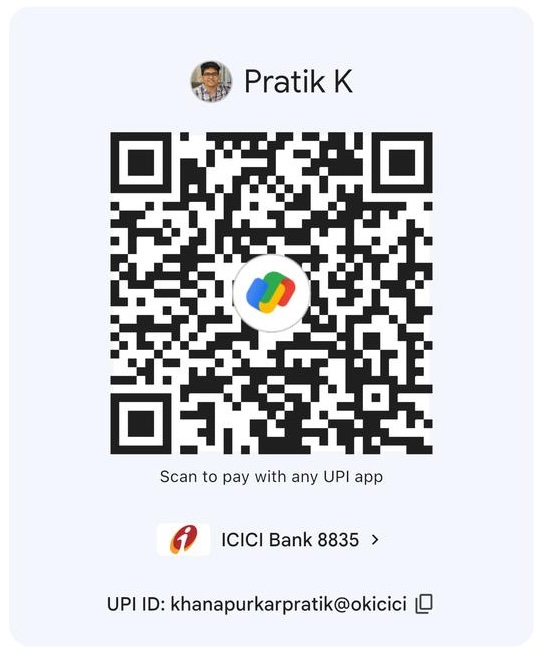 Pratik K
Scan to pay with any UPI app
ICICI Bank 8835 >
UPI ID: khanapurkarpratik@okicici